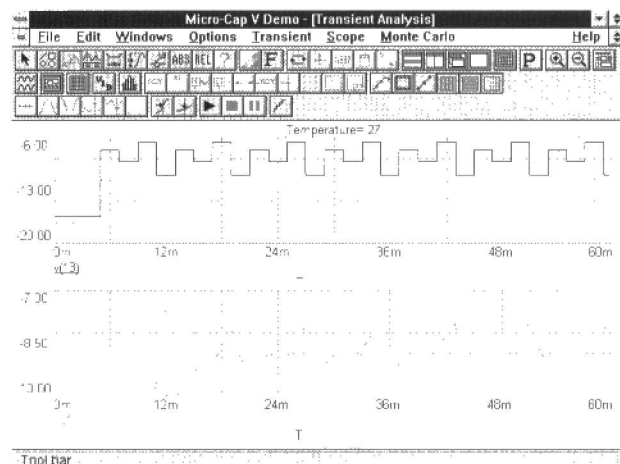 Micro-Cap V Demo - [Transient Analysis]
File Edit Windows Options Transient Scope Monte Carlo Help
ABS REL ? F P
Temperature= 27
-6.00
-13.00
-20.00
0m 12m 24m 36m 48m 60m
v(13)
-7.00
-8.50
-10.00
0m 12m 24m 36m 48m 60m
T
Tool bar